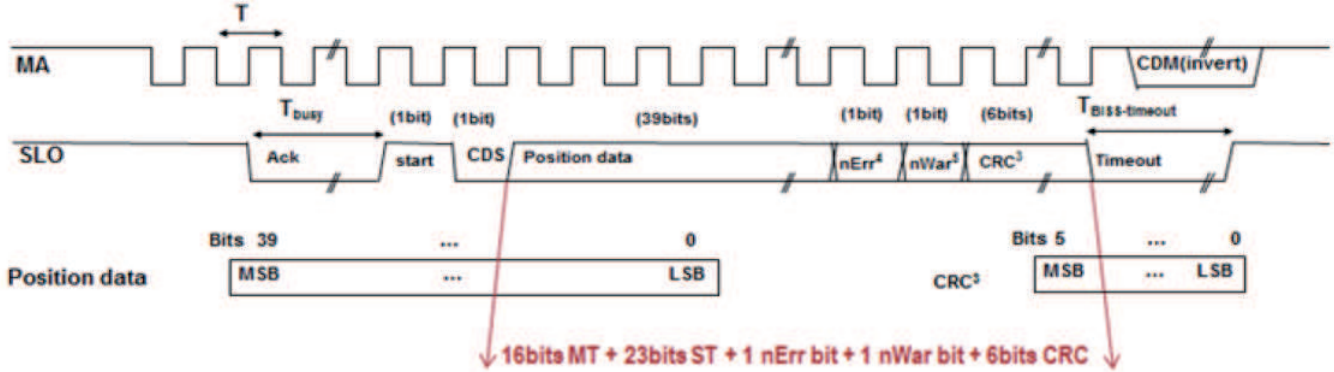 T
MA
CDM(invert)
Tbusy (1bit) (1bit) (39bits) (1bit) (1bit) (6bits) TBISS-timeout
SLO Ack start CDS Position data nErr⁴ nWar⁵ CRC³ Timeout
Bits 39 ... 0 Bits 5 ... 0
Position data MSB ... LSB CRC³ MSB ... LSB
16bits MT + 23bits ST + 1 nErr bit + 1 nWar bit + 6bits CRC